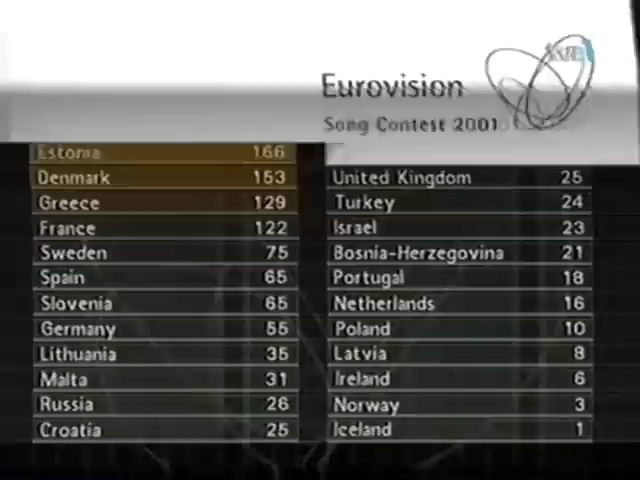 Eurovision
Song Contest 2001
Estonia 166
Denmark 153
Greece 129
France 122
Sweden 75
Spain 65
Slovenia 65
Germany 55
Lithuania 35
Malta 31
Russia 26
Croatia 25
United Kingdom 25
Turkey 24
Israel 23
Bosnia-Herzegovina 21
Portugal 18
Netherlands 16
Poland 10
Latvia 8
Ireland 6
Norway 3
Iceland 1